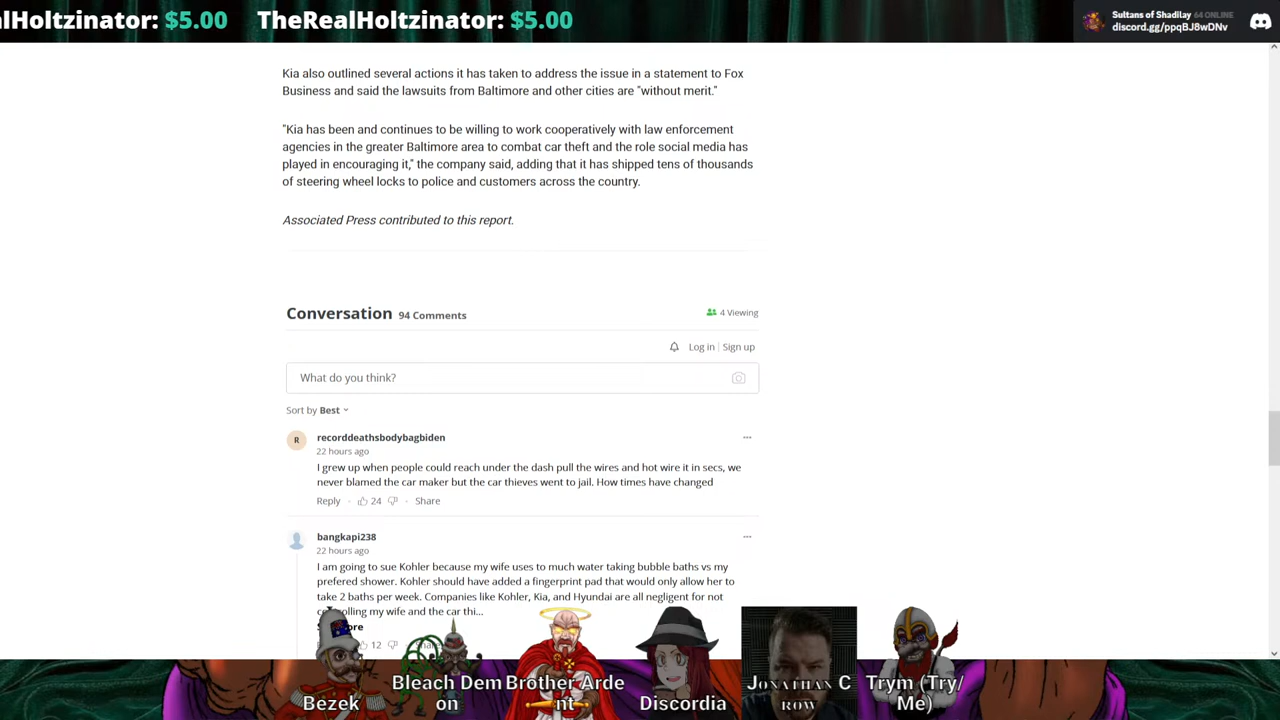 alHoltzinator: $5.00 TheRealHoltzinator: $5.00
Sultans of Shadilay 64 ONLINE
discord.gg/ppqBJ8wDNv
Kia also outlined several actions it has taken to address the issue in a statement to Fox
Business and said the lawsuits from Baltimore and other cities are "without merit."
"Kia has been and continues to be willing to work cooperatively with law enforcement
agencies in the greater Baltimore area to combat car theft and the role social media has
played in encouraging it," the company said, adding that it has shipped tens of thousands
of steering wheel locks to police and customers across the country.
Associated Press contributed to this report.
Conversation 94 Comments
4 Viewing
Log in | Sign up
What do you think?
Sort by Best
R recorddeathsbodybagbiden
22 hours ago
I grew up when people could reach under the dash pull the wires and hot wire it in secs, we
never blamed the car maker but the car thieves went to jail. How times have changed
Reply · 24 · Share
bangkapi238
22 hours ago
I am going to sue Kohler because my wife uses to much water taking bubble baths vs my
prefered shower. Kohler should have added a fingerprint pad that would only allow her to
take 2 baths per week. Companies like Kohler, Kia, and Hyundai are all negligent for not
my wife and the car thi...
12
Bezek
Bleach Dem
on
Brother Arde
nt
Discordia
Jonathan C
row
Trym (Try/
Me)